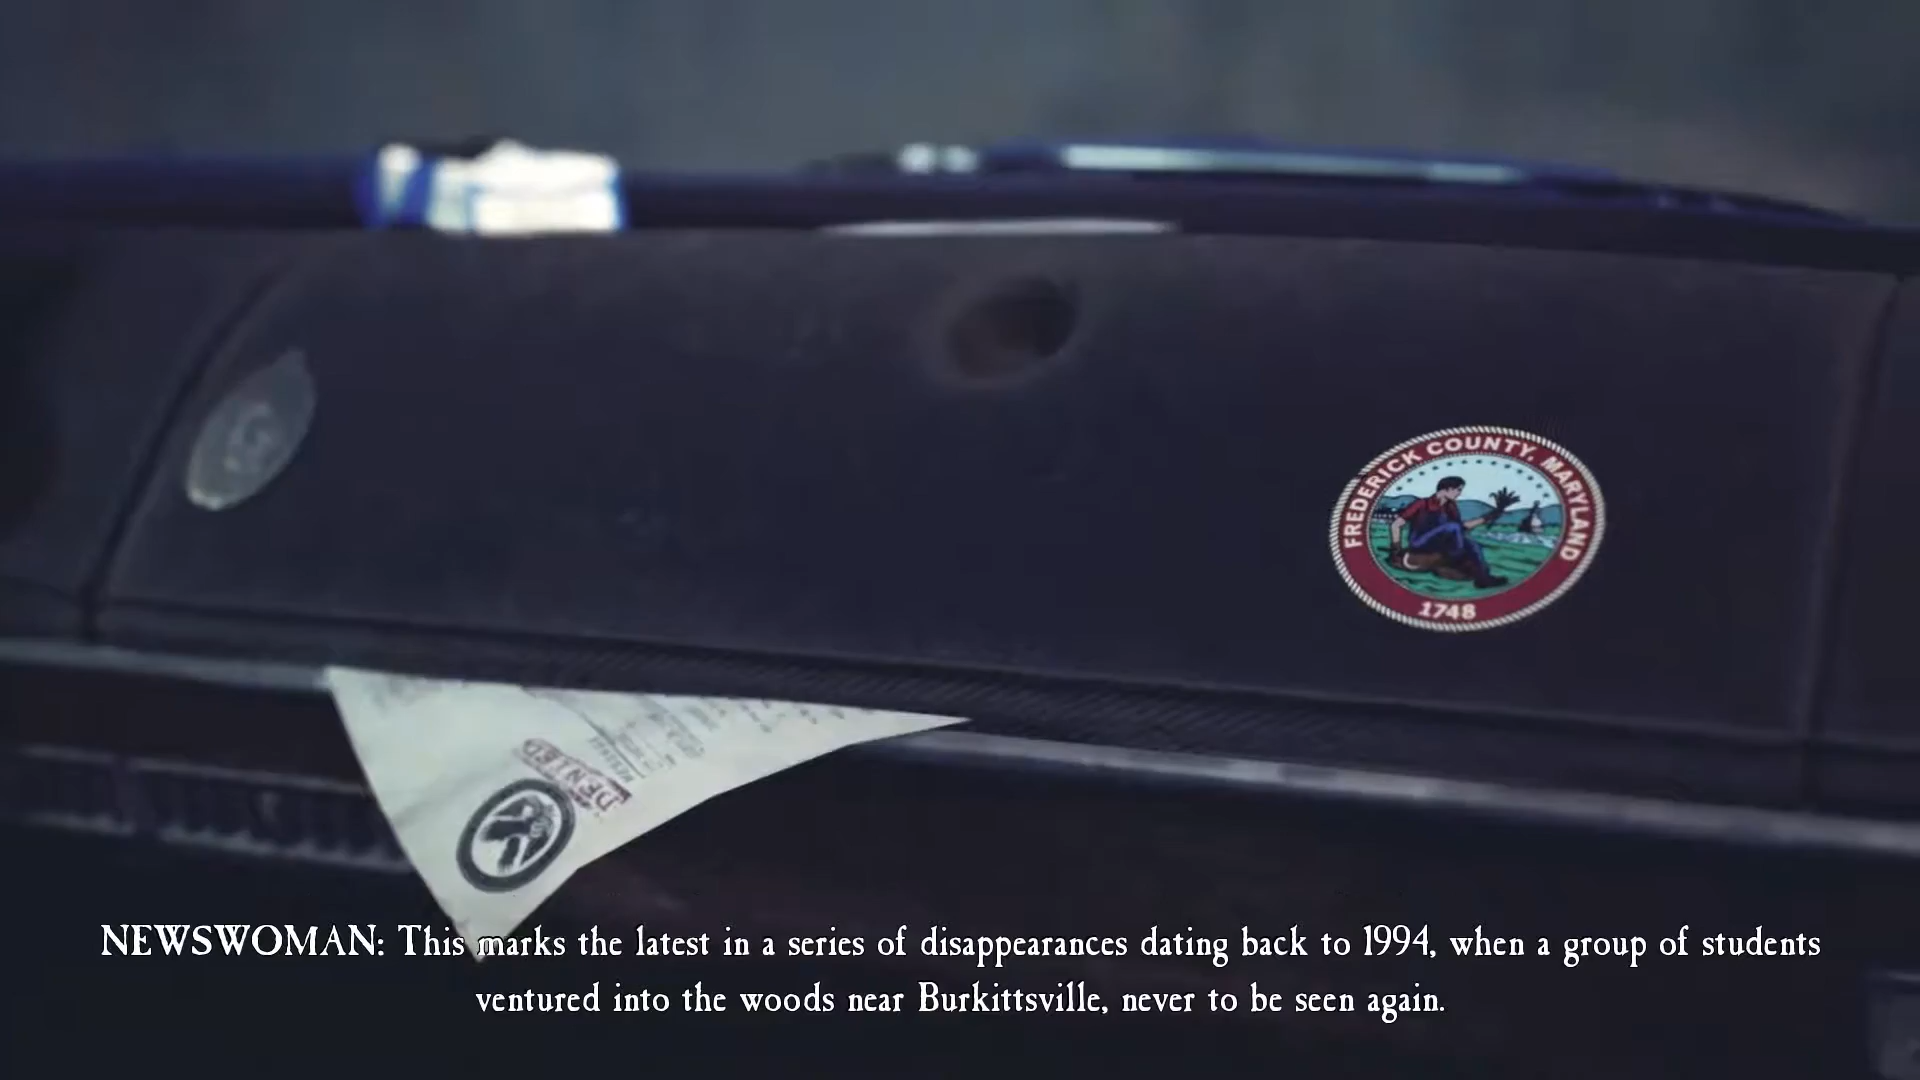 FREDERICK COUNTY, MARYLAND
1748
DENIED
NEWSWOMAN: This marks the latest in a series of disappearances dating back to 1994, when a group of students
ventured into the woods near Burkittsville, never to be seen again.